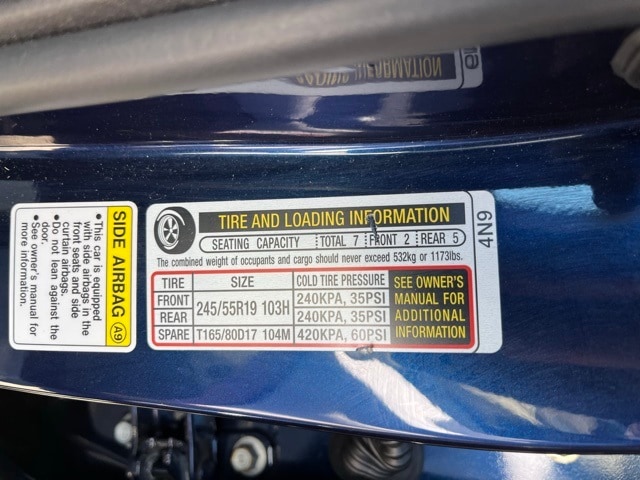 INFORMATION
TIRE AND LOADING INFORMATION
SEATING CAPACITY TOTAL 7 FRONT 2 REAR 5
The combined weight of occupants and cargo should never exceed 532kg or 1173lbs.
TIRE SIZE COLD TIRE PRESSURE
FRONT 245/55R19 103H 240KPA, 35PSI
REAR 240KPA, 35PSI
SPARE T165/80D17 104M 420KPA, 60PSI
SEE OWNER'S
MANUAL FOR
ADDITIONAL
INFORMATION
4N9
SIDE AIRBAG A9
•This car is equipped
with side airbags in the
front seats and side
curtain airbags.
•Do not lean against the
door.
•See owner's manual for
more information.